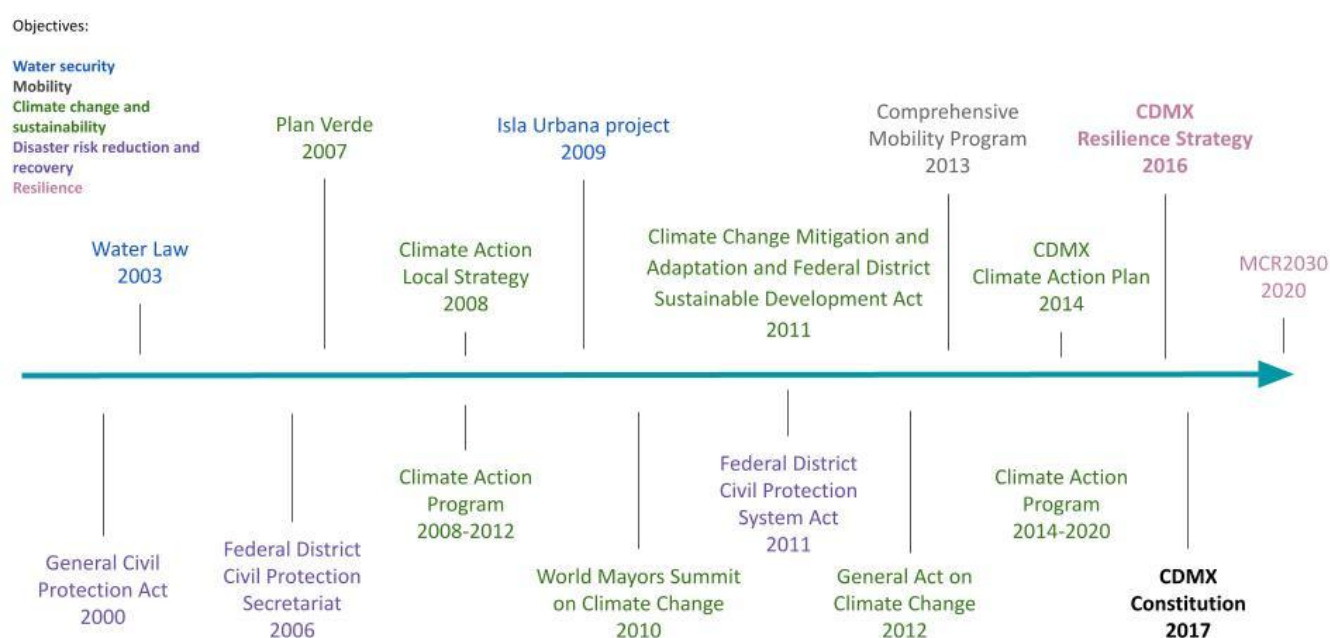 Objectives:
Water security
Mobility
Climate change and
sustainability
Disaster risk reduction and
recovery
Resilience
Plan Verde
2007
Isla Urbana project
2009
Comprehensive
Mobility Program
2013
CDMX
Resilience Strategy
2016
Water Law
2003
Climate Action
Local Strategy
2008
Climate Change Mitigation and
Adaptation and Federal District
Sustainable Development Act
2011
CDMX
Climate Action Plan
2014
MCR2030
2020
General Civil
Protection Act
2000
Federal District
Civil Protection
Secretariat
2006
Climate Action
Program
2008-2012
World Mayors Summit
on Climate Change
2010
Federal District
Civil Protection
System Act
2011
General Act on
Climate Change
2012
Climate Action
Program
2014-2020
CDMX
Constitution
2017